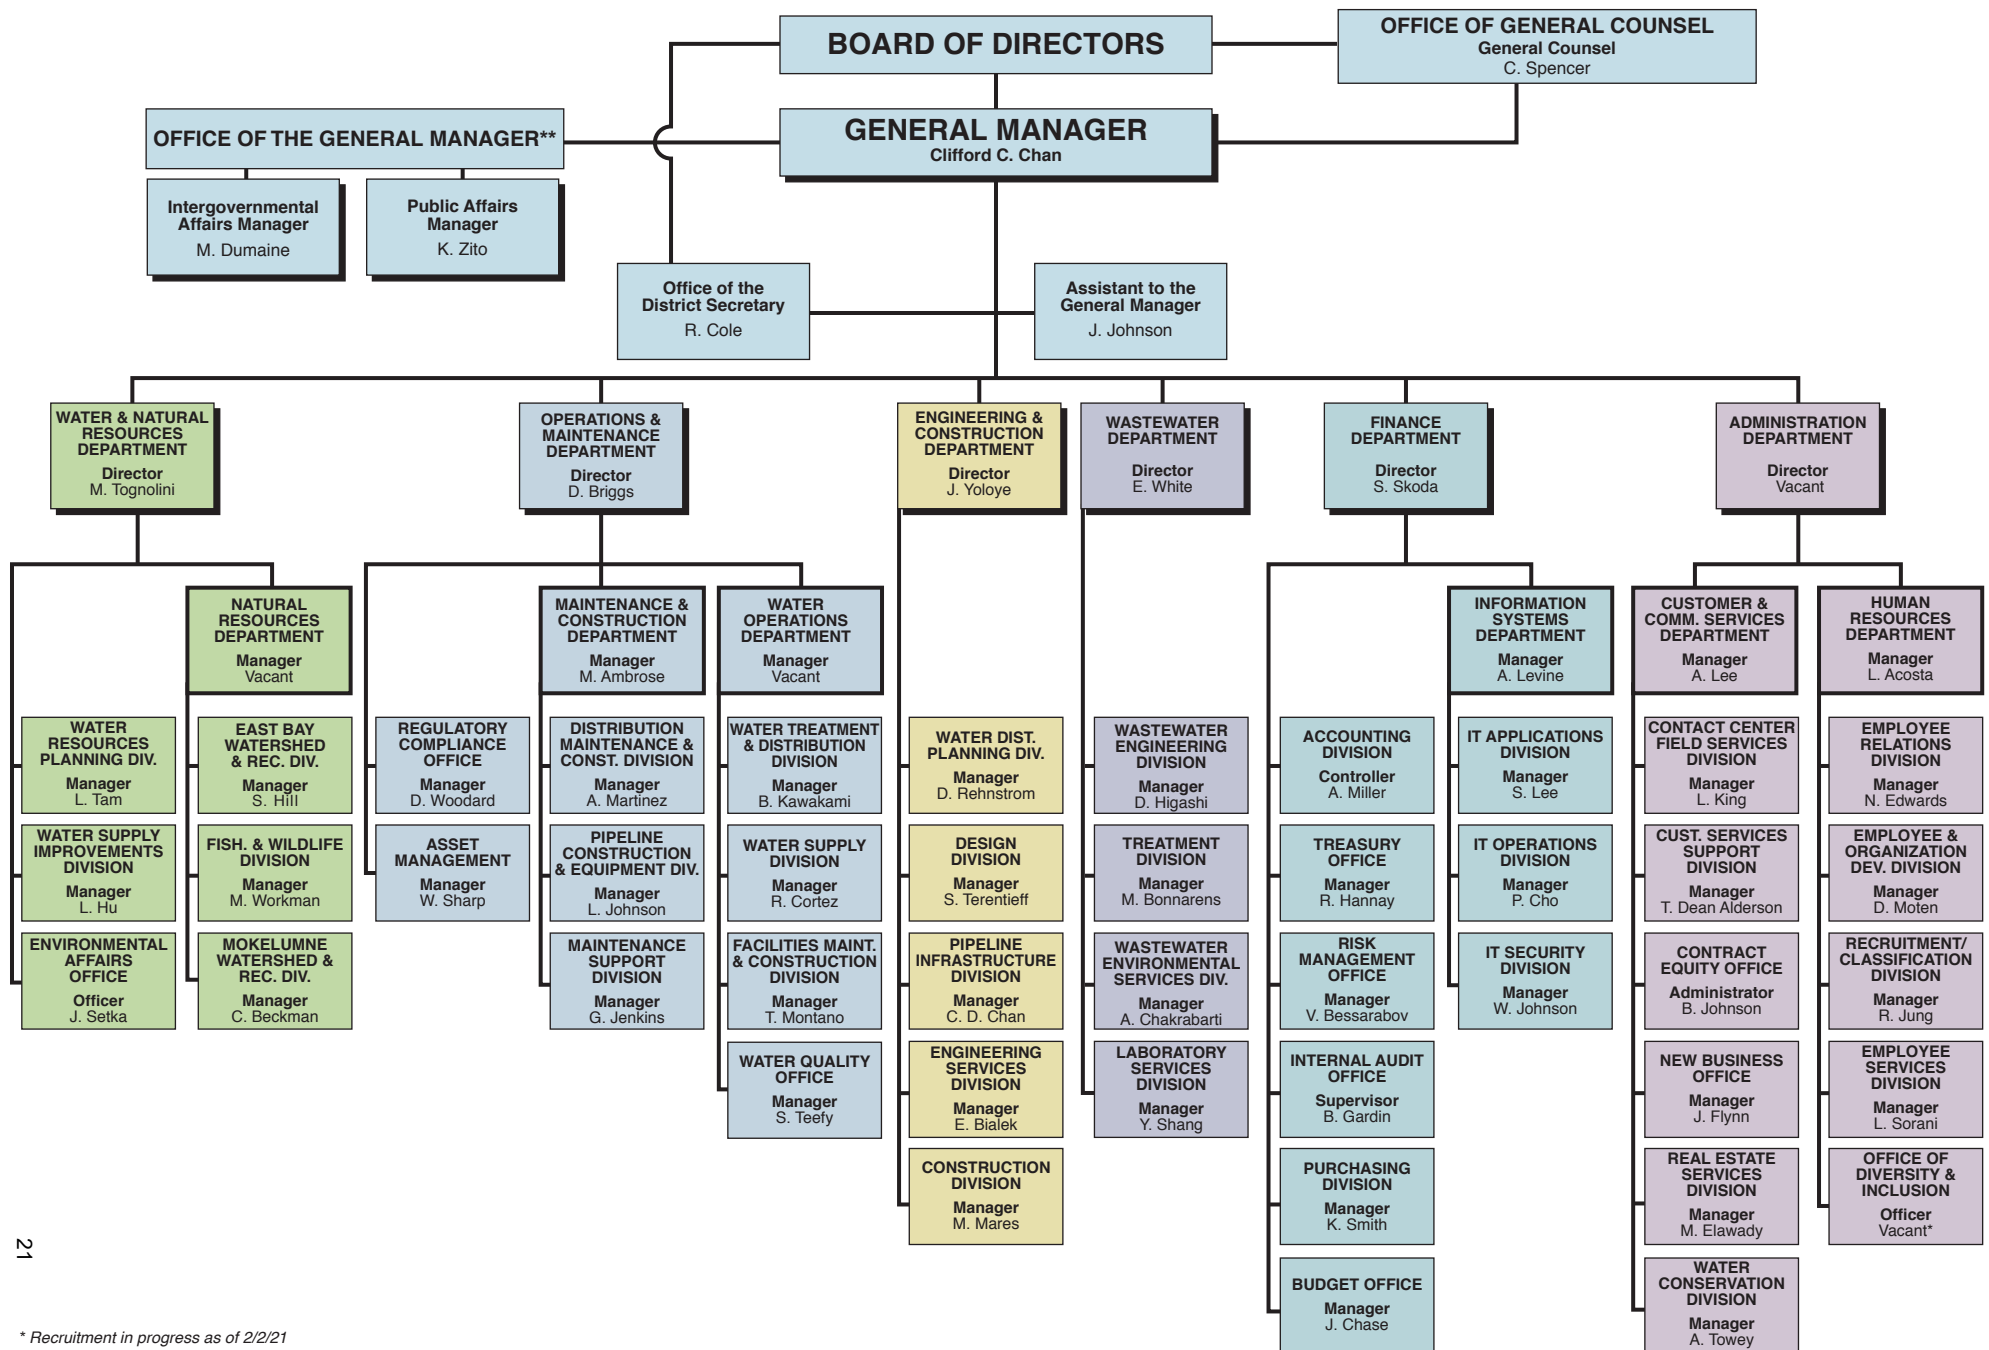 BOARD OF DIRECTORS
OFFICE OF GENERAL COUNSEL
General Counsel
C. Spencer
OFFICE OF THE GENERAL MANAGER**
GENERAL MANAGER
Clifford C. Chan
Intergovernmental
Affairs Manager
M. Dumaine
Public Affairs
Manager
K. Zito
Office of the
District Secretary
R. Cole
Assistant to the
General Manager
J. Johnson
WATER & NATURAL
RESOURCES
DEPARTMENT
Director
M. Tognolini
OPERATIONS &
MAINTENANCE
DEPARTMENT
Director
D. Briggs
ENGINEERING &
CONSTRUCTION
DEPARTMENT
Director
J. Yoloye
WASTEWATER
DEPARTMENT
Director
E. White
FINANCE
DEPARTMENT
Director
S. Skoda
ADMINISTRATION
DEPARTMENT
Director
Vacant
NATURAL
RESOURCES
DEPARTMENT
Manager
Vacant
MAINTENANCE &
CONSTRUCTION
DEPARTMENT
Manager
M. Ambrose
WATER
OPERATIONS
DEPARTMENT
Manager
Vacant
INFORMATION
SYSTEMS
DEPARTMENT
Manager
A. Levine
CUSTOMER &
COMM. SERVICES
DEPARTMENT
Manager
A. Lee
HUMAN
RESOURCES
DEPARTMENT
Manager
L. Acosta
WATER
RESOURCES
PLANNING DIV.
Manager
L. Tam
EAST BAY
WATERSHED
& REC. DIV.
Manager
S. Hill
REGULATORY
COMPLIANCE
OFFICE
Manager
D. Woodard
DISTRIBUTION
MAINTENANCE &
CONST. DIVISION
Manager
A. Martinez
WATER TREATMENT
& DISTRIBUTION
DIVISION
Manager
B. Kawakami
WATER DIST.
PLANNING DIV.
Manager
D. Rehnstrom
WASTEWATER
ENGINEERING
DIVISION
Manager
D. Higashi
ACCOUNTING
DIVISION
Controller
A. Miller
IT APPLICATIONS
DIVISION
Manager
S. Lee
CONTACT CENTER
FIELD SERVICES
DIVISION
Manager
L. King
EMPLOYEE
RELATIONS
DIVISION
Manager
N. Edwards
WATER SUPPLY
IMPROVEMENTS
DIVISION
Manager
L. Hu
FISH. & WILDLIFE
DIVISION
Manager
M. Workman
ASSET
MANAGEMENT
Manager
W. Sharp
PIPELINE
CONSTRUCTION
& EQUIPMENT DIV.
Manager
L. Johnson
WATER SUPPLY
DIVISION
Manager
R. Cortez
DESIGN
DIVISION
Manager
S. Terentieff
TREATMENT
DIVISION
Manager
M. Bonnarens
TREASURY
OFFICE
Manager
R. Hannay
IT OPERATIONS
DIVISION
Manager
P. Cho
CUST. SERVICES
SUPPORT
DIVISION
Manager
T. Dean Alderson
EMPLOYEE &
ORGANIZATION
DEV. DIVISION
Manager
D. Moten
ENVIRONMENTAL
AFFAIRS
OFFICE
Officer
J. Setka
MOKELUMNE
WATERSHED &
REC. DIV.
Manager
C. Beckman
MAINTENANCE
SUPPORT
DIVISION
Manager
G. Jenkins
FACILITIES MAINT.
& CONSTRUCTION
DIVISION
Manager
T. Montano
PIPELINE
INFRASTRUCTURE
DIVISION
Manager
C. D. Chan
WASTEWATER
ENVIRONMENTAL
SERVICES DIV.
Manager
A. Chakrabarti
RISK
MANAGEMENT
OFFICE
Manager
V. Bessarabov
IT SECURITY
DIVISION
Manager
W. Johnson
CONTRACT
EQUITY OFFICE
Administrator
B. Johnson
RECRUITMENT/
CLASSIFICATION
DIVISION
Manager
R. Jung
WATER QUALITY
OFFICE
Manager
S. Teefy
ENGINEERING
SERVICES
DIVISION
Manager
E. Bialek
LABORATORY
SERVICES
DIVISION
Manager
Y. Shang
INTERNAL AUDIT
OFFICE
Supervisor
B. Gardin
NEW BUSINESS
OFFICE
Manager
J. Flynn
EMPLOYEE
SERVICES
DIVISION
Manager
L. Sorani
CONSTRUCTION
DIVISION
Manager
M. Mares
PURCHASING
DIVISION
Manager
K. Smith
REAL ESTATE
SERVICES
DIVISION
Manager
M. Elawady
OFFICE OF
DIVERSITY &
INCLUSION
Officer
Vacant*
BUDGET OFFICE
Manager
J. Chase
WATER
CONSERVATION
DIVISION
Manager
A. Towey
21
* Recruitment in progress as of 2/2/21